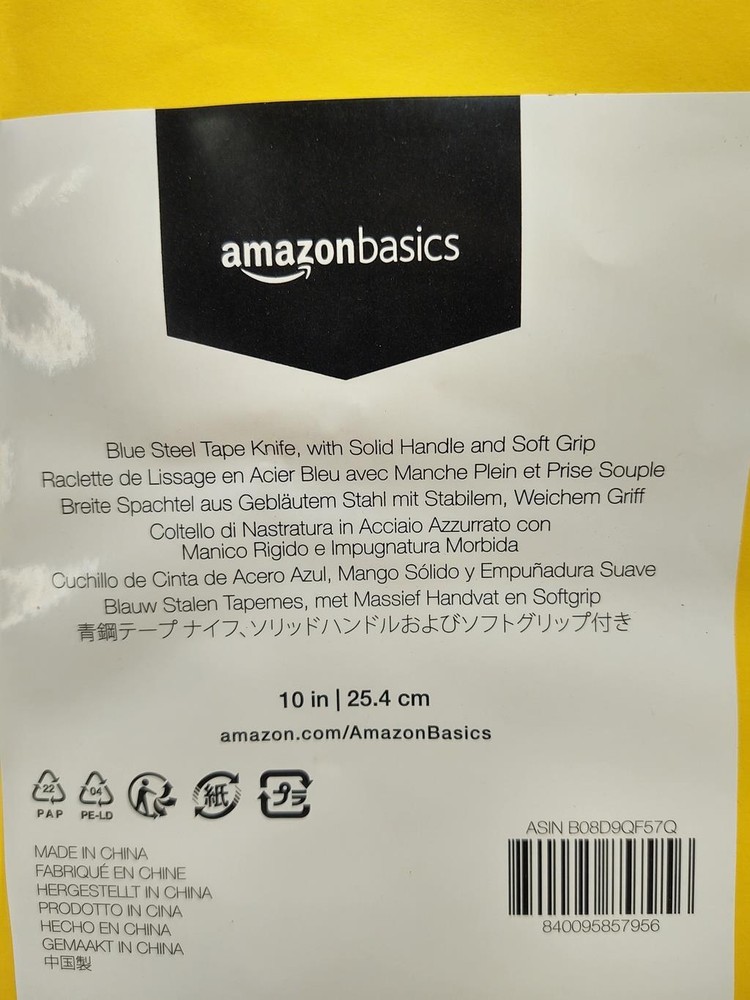 amazonbasics
Blue Steel Tape Knife, with Solid Handle and Soft Grip
Raclette de Lissage en Acier Bleu avec Manche Plein et Prise Souple
Breite Spachtel aus Gebläutem Stahl mit Stabilem, Weichem Griff
Coltello di Nastratura in Acciaio Azzurrato con
Manico Rigido e Impugnatura Morbida
Cuchillo de Cinta de Acero Azul, Mango Sólido y Empuñadura Suave
Blauw Stalen Tapemes, met Massief Handvat en Softgrip
青鋼テープ ナイフ、ソリッドハンドルおよびソフトグリップ付き
10 in | 25.4 cm
amazon.com/AmazonBasics
22 04 紙 プラ
PAP PE-LD
ASIN B08D9QF57Q
840095857956
MADE IN CHINA
FABRIQUÉ EN CHINE
HERGESTELLT IN CHINA
PRODOTTO IN CINA
HECHO EN CHINA
GEMAAKT IN CHINA
中国製